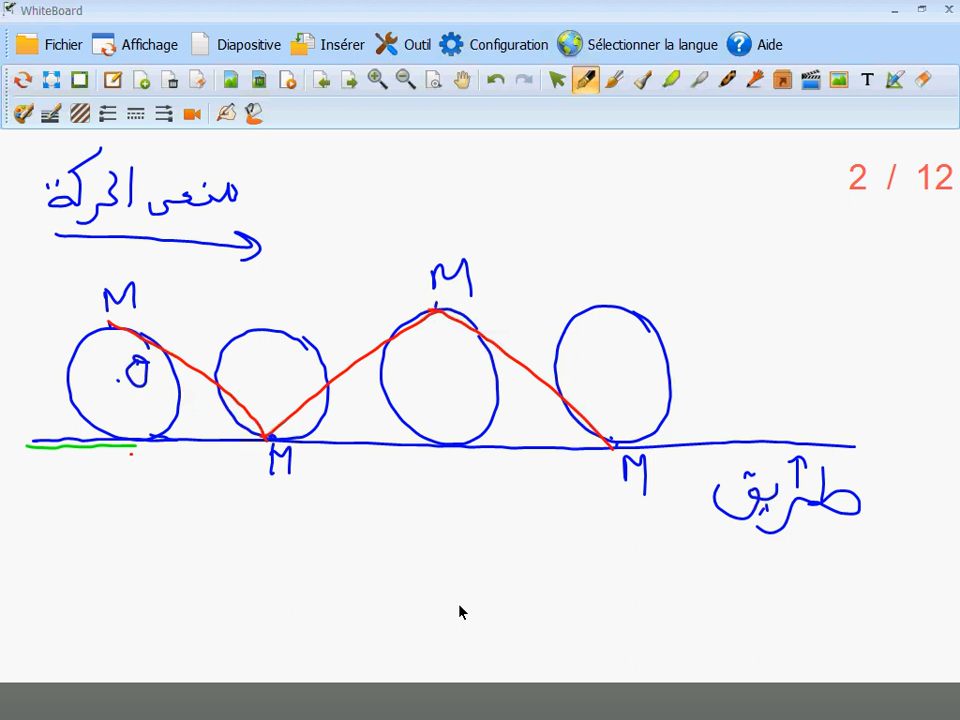 WhiteBoard
Fichier Affichage Diapositive Insérer Outil Configuration Sélectionner la langue Aide
T
2 / 12
منحى الحركة
M
M
.O
M
M
طريق